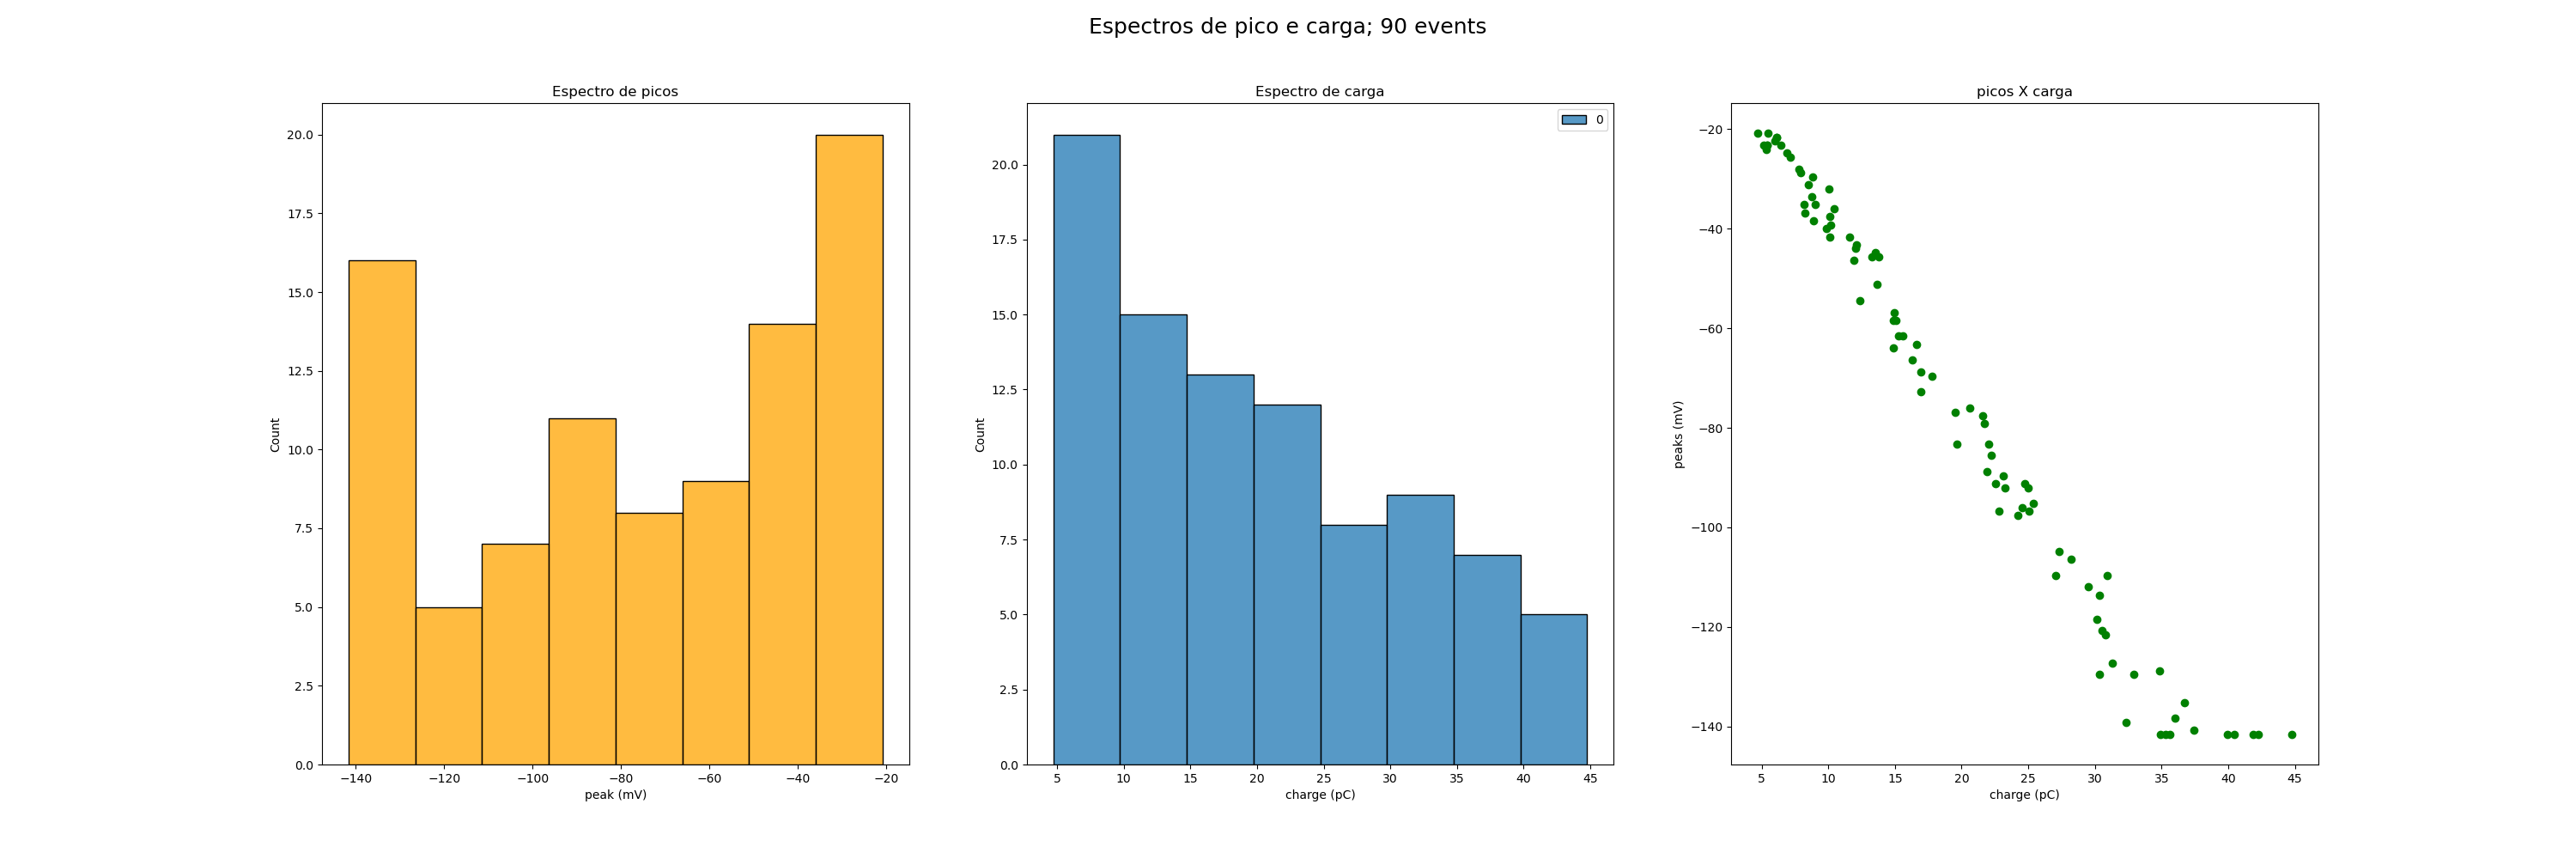 Espectros de pico e carga; 90 events
Espectro de picos
20.0
17.5
15.0
12.5
10.0
7.5
5.0
2.5
0.0
Count
−140 −120 −100 −80 −60 −40 −20
peak (mV)
Espectro de carga
0
20.0
17.5
15.0
12.5
10.0
7.5
5.0
2.5
0.0
Count
5 10 15 20 25 30 35 40 45
charge (pC)
picos X carga
−20
−40
−60
−80
−100
−120
−140
peaks (mV)
5 10 15 20 25 30 35 40 45
charge (pC)